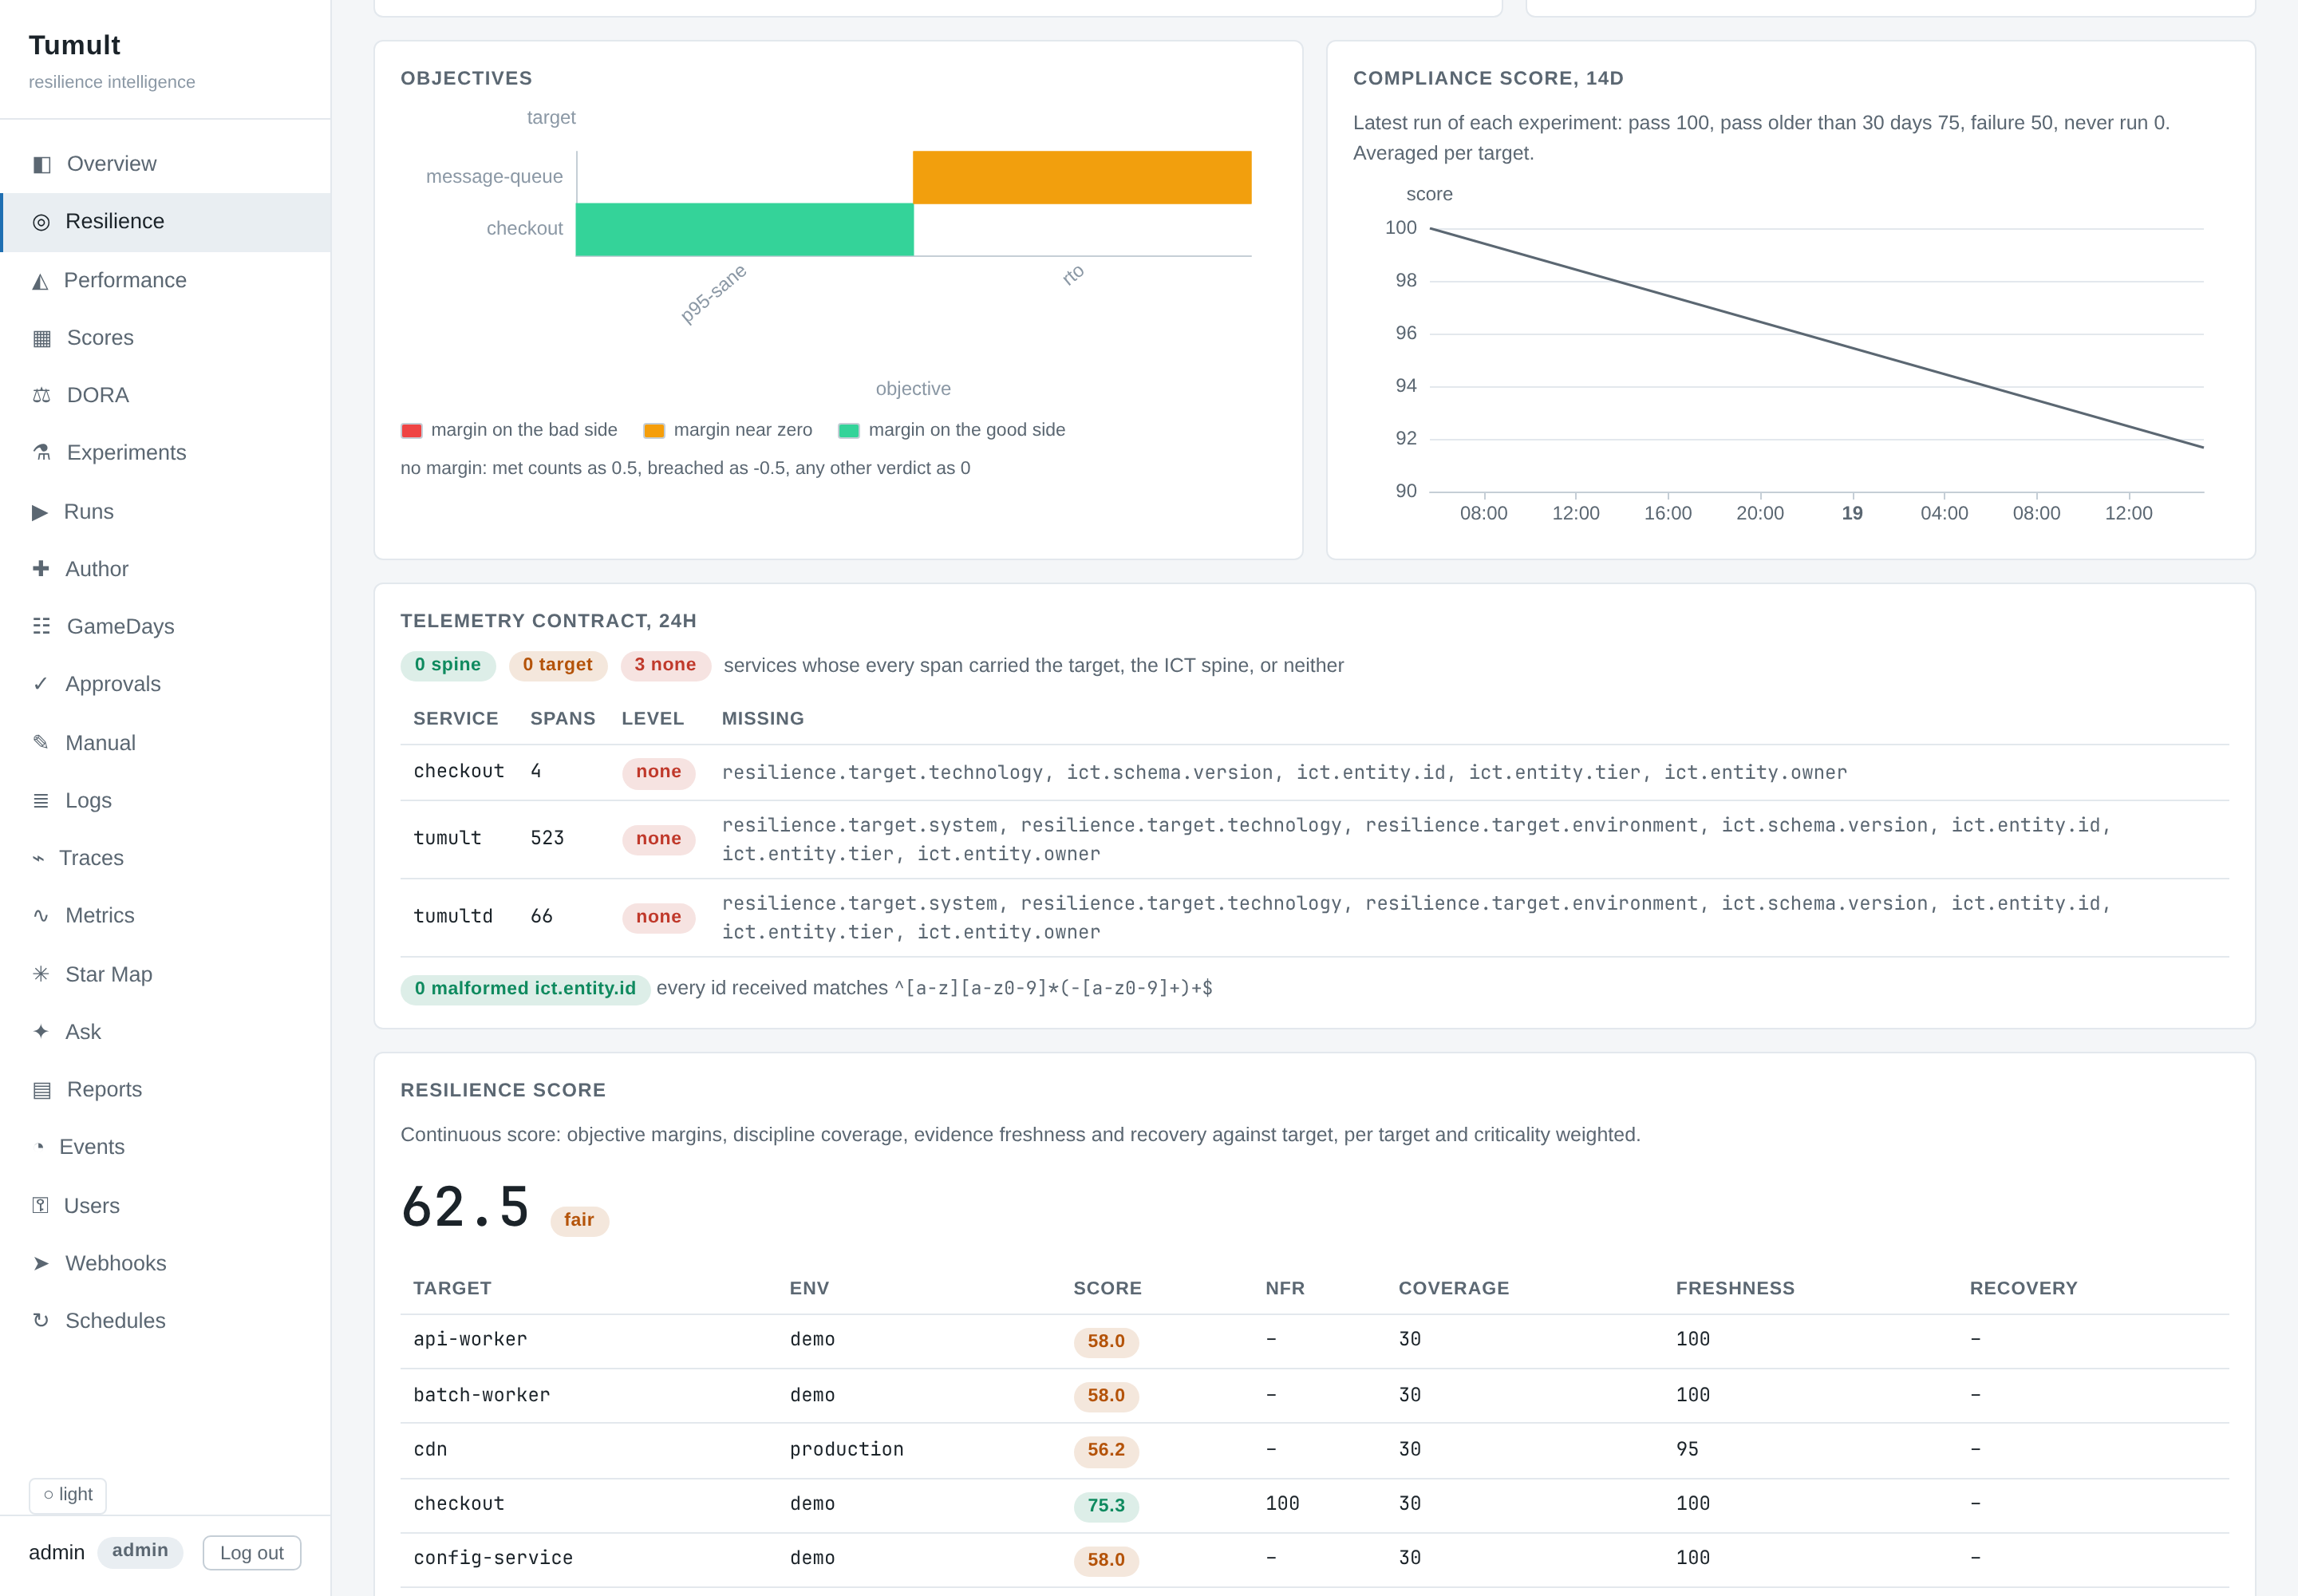 Tumult
resilience intelligence
Overview
Resilience
Performance
Scores
DORA
Experiments
Runs
Author
GameDays
Approvals
Manual
Logs
Traces
Metrics
Star Map
Ask
Reports
Events
Users
Webhooks
Schedules
light
admin admin Log out
OBJECTIVES
target
message-queue
checkout
p95-sane
rto
objective
margin on the bad side margin near zero margin on the good side
no margin: met counts as 0.5, breached as -0.5, any other verdict as 0
COMPLIANCE SCORE, 14D
Latest run of each experiment: pass 100, pass older than 30 days 75, failure 50, never run 0.
Averaged per target.
score
100
98
96
94
92
90
08:00 12:00 16:00 20:00 19 04:00 08:00 12:00
TELEMETRY CONTRACT, 24H
0 spine 0 target 3 none services whose every span carried the target, the ICT spine, or neither
SERVICE SPANS LEVEL MISSING
checkout 4 none resilience.target.technology, ict.schema.version, ict.entity.id, ict.entity.tier, ict.entity.owner
tumult 523 none resilience.target.system, resilience.target.technology, resilience.target.environment, ict.schema.version, ict.entity.id,
ict.entity.tier, ict.entity.owner
tumultd 66 none resilience.target.system, resilience.target.technology, resilience.target.environment, ict.schema.version, ict.entity.id,
ict.entity.tier, ict.entity.owner
0 malformed ict.entity.id every id received matches ^[a-z][a-z0-9]*(-[a-z0-9]+)+$
RESILIENCE SCORE
Continuous score: objective margins, discipline coverage, evidence freshness and recovery against target, per target and criticality weighted.
62.5 fair
TARGET ENV SCORE NFR COVERAGE FRESHNESS RECOVERY
api-worker demo 58.0 – 30 100 –
batch-worker demo 58.0 – 30 100 –
cdn production 56.2 – 30 95 –
checkout demo 75.3 100 30 100 –
config-service demo 58.0 – 30 100 –